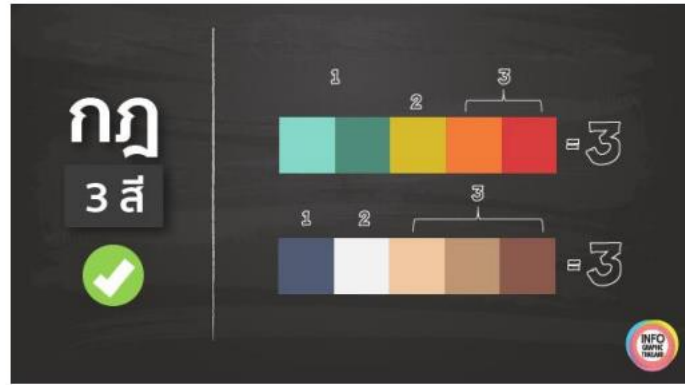 กฎ
3 สี
1
2
3
= 3
1
2
3
= 3
INFO
GRAPHIC
THAILAND